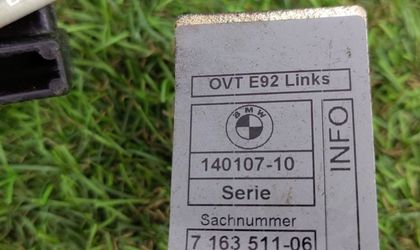 OVT E92 Links
BMW
140107-10
Serie
Sachnummer
7 163 511-06
INFO